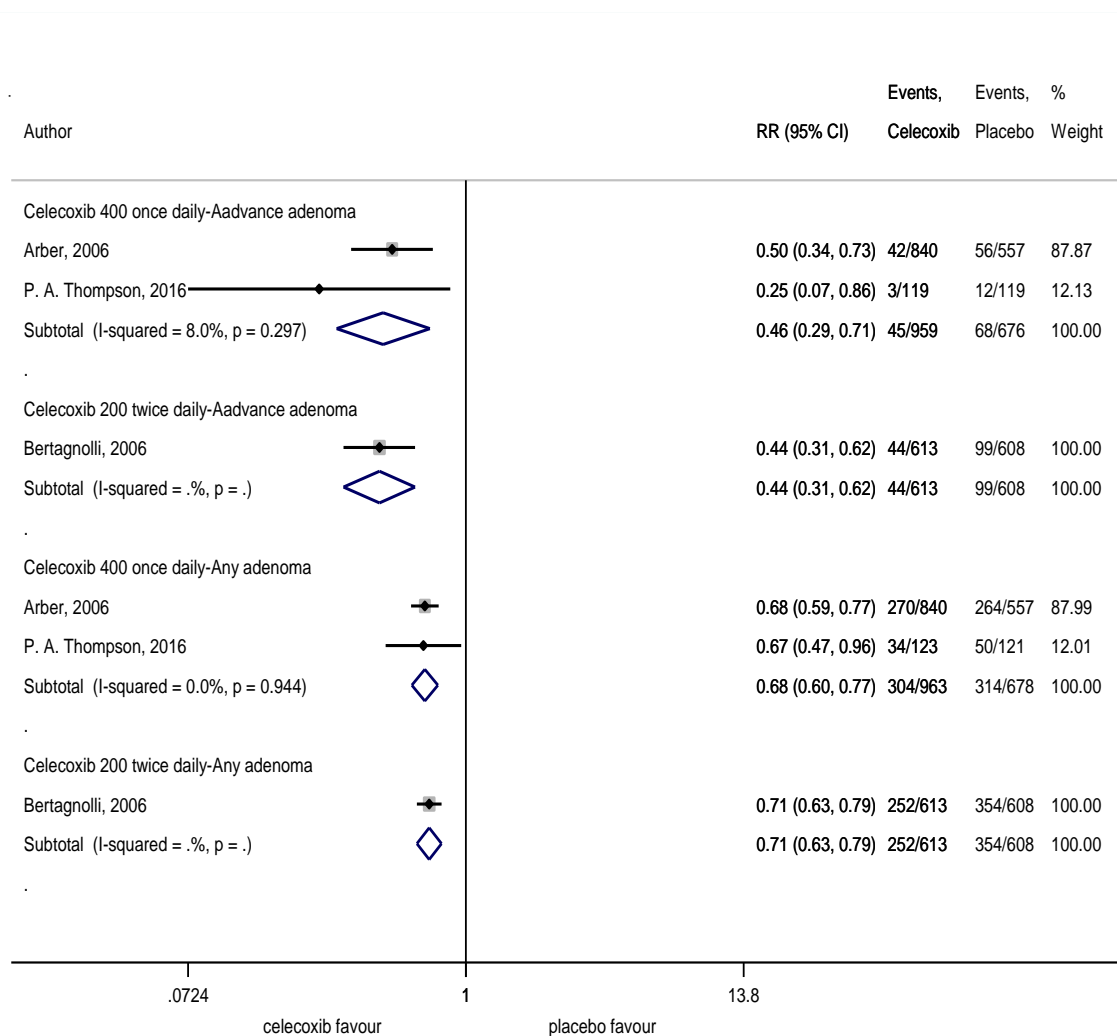 Events, Events, %
.
Author RR (95% CI) Celecoxib Placebo Weight
Celecoxib 400 once daily-Aadvance adenoma
Arber, 2006 0.50 (0.34, 0.73) 42/840 56/557 87.87
P. A. Thompson, 2016 0.25 (0.07, 0.86) 3/119 12/119 12.13
Subtotal (I-squared = 8.0%, p = 0.297) 0.46 (0.29, 0.71) 45/959 68/676 100.00
.
Celecoxib 200 twice daily-Aadvance adenoma
Bertagnolli, 2006 0.44 (0.31, 0.62) 44/613 99/608 100.00
Subtotal (I-squared = .%, p = .) 0.44 (0.31, 0.62) 44/613 99/608 100.00
.
Celecoxib 400 once daily-Any adenoma
Arber, 2006 0.68 (0.59, 0.77) 270/840 264/557 87.99
P. A. Thompson, 2016 0.67 (0.47, 0.96) 34/123 50/121 12.01
Subtotal (I-squared = 0.0%, p = 0.944) 0.68 (0.60, 0.77) 304/963 314/678 100.00
.
Celecoxib 200 twice daily-Any adenoma
Bertagnolli, 2006 0.71 (0.63, 0.79) 252/613 354/608 100.00
Subtotal (I-squared = .%, p = .) 0.71 (0.63, 0.79) 252/613 354/608 100.00
.
.0724 1 13.8
celecoxib favour placebo favour